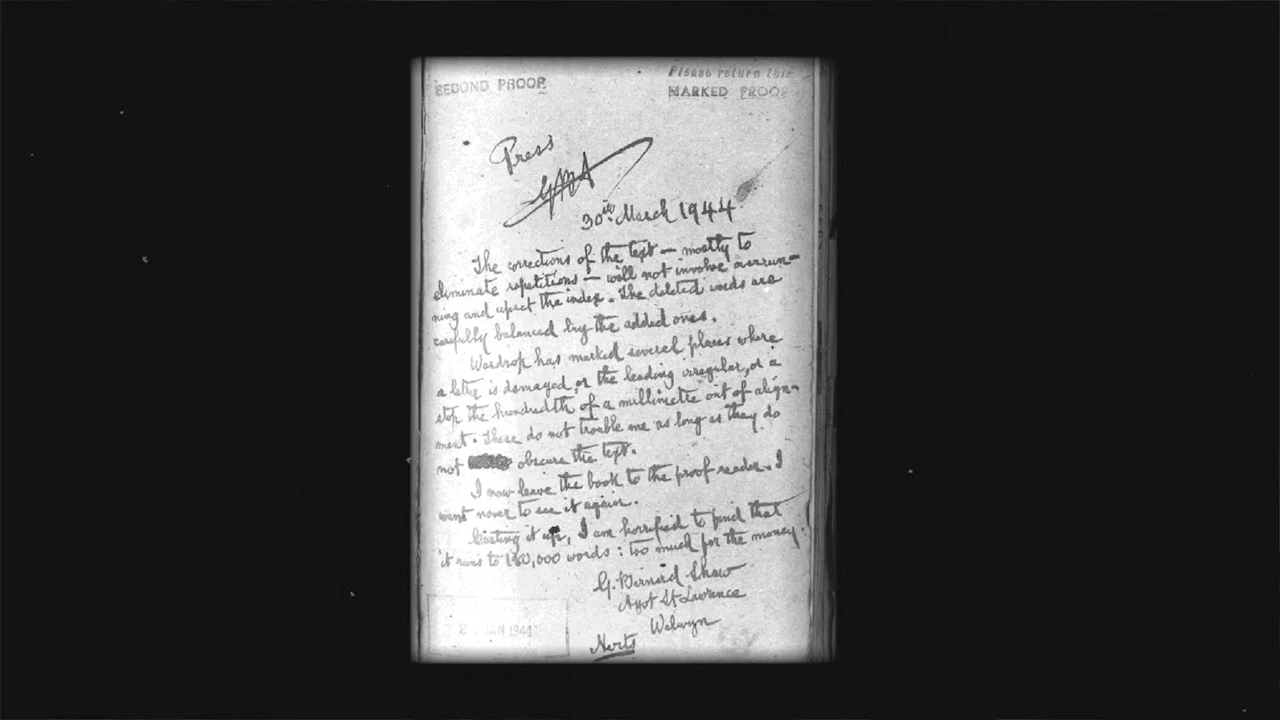 SECOND PROOF
Please return this
MARKED PROOF
Press
30th March 1944
The corrections of the text — mostly to
eliminate repetitions — will not involve overrun-
ning and upset the index. The deleted words are
carefully balanced by the added ones.
Wardrop has marked several places where
a letter is damaged or the leading irregular, or a
stop the hundredth of a millimetre out of align-
ment. These do not trouble me as long as they do
not obscure the text.
I now leave the book to the proof reader. I
want never to see it again.
Casting it up, I am horrified to find that
it runs to 160,000 words : too much for the money.
G. Bernard Shaw
Ayot St Lawrence
Welwyn
Herts
2 JAN 1944